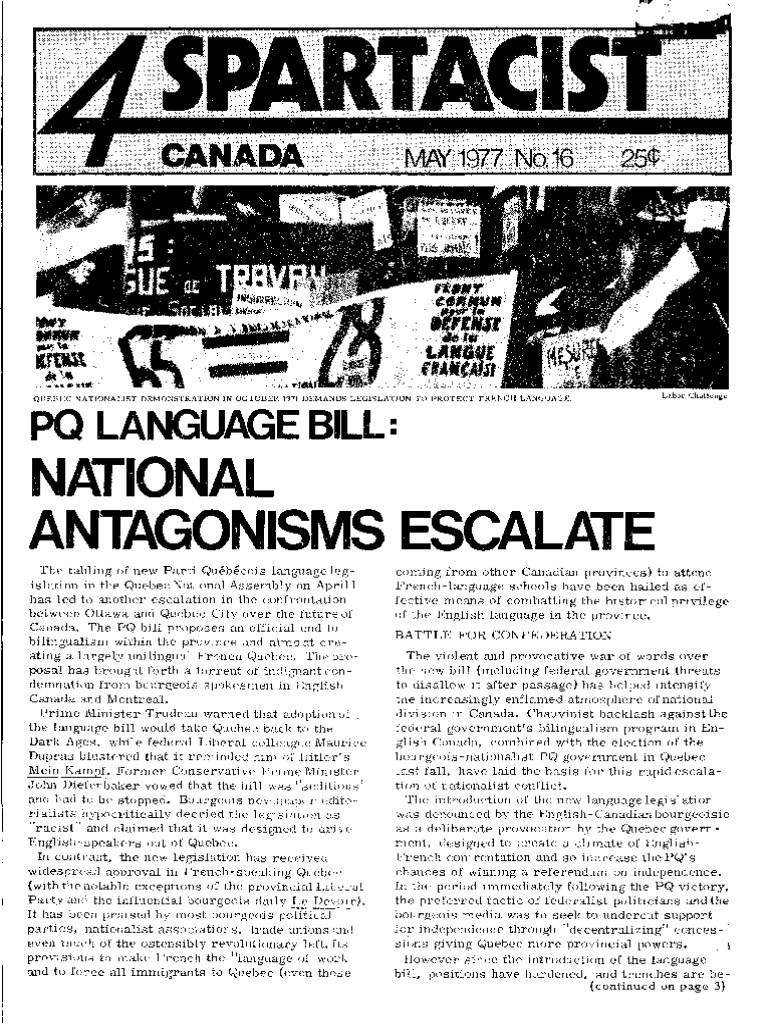 4 SPARTACIST
CANADA MAY 1977 No. 16 25¢
TRAVAIL
FRONT
COMMUN
pour la
DEFENSE
de la
LANGUE
FRANÇAISE
QUEBEC NATIONALIST DEMONSTRATION IN OCTOBER 1971 DEMANDS LEGISLATION TO PROTECT FRENCH LANGUAGE.
Labor Challenge
PQ LANGUAGE BILL:
NATIONAL
ANTAGONISMS ESCALATE
The tabling of new Parti Québécois language leg-
islation in the Quebec National Assembly on April 1
has led to another escalation in the confrontation
between Ottawa and Quebec City over the future of
Canada. The PQ bill proposes an official end to
bilingualism within the province and aims at cre-
ating a largely unilingual French Quebec. The pro-
posal has brought forth a torrent of indignant con-
demnation from bourgeois spokesmen in English
Canada and Montreal.
Prime Minister Trudeau warned that adoption of
the language bill would take Quebec back to the
Dark Ages, while federal Liberal colleague Maurice
Dupras blustered that it reminded him of Hitler's
Mein Kampf. Former Conservative Prime Minister
John Diefenbaker vowed that the bill was "seditious"
and had to be stopped. Bourgeois newspaper edito-
rialists hypocritically decried the legislation as
"racist" and claimed that it was designed to drive
English-speakers out of Quebec.
In contrast, the new legislation has received
widespread approval in French-speaking Quebec
(with the notable exceptions of the provincial Liberal
Party and the influential bourgeois daily Le Devoir).
It has been praised by most bourgeois political
parties, nationalist associations, trade unions and
even much of the ostensibly revolutionary left. Its
provisions to make French the "language of work"
and to force all immigrants to Quebec (even those
coming from other Canadian provinces) to attend
French-language schools have been hailed as ef-
fective means of combatting the historical privilege
of the English language in the province.
BATTLE FOR CONFEDERATION
The violent and provocative war of words over
the new bill (including federal government threats
to disallow it after passage) has helped intensify
the increasingly enflamed atmosphere of national
division in Canada. Chauvinist backlash against the
federal government's bilingualism program in En-
glish Canada, combined with the election of the
bourgeois-nationalist PQ government in Quebec
last fall, have laid the basis for this rapid escala-
tion of nationalist conflict.
The introduction of the new language legislation
was denounced by the English-Canadian bourgeoisie
as a deliberate provocation by the Quebec govern-
ment, designed to create a climate of English-
French confrontation and so increase the PQ's
chances of winning a referendum on independence.
In the period immediately following the PQ victory,
the preferred tactic of federalist politicians and the
bourgeois media was to seek to undercut support
for independence through "decentralizing" conces-
sions giving Quebec more provincial powers.
However since the introduction of the language
bill, positions have hardened, and trenches are be-
(continued on page 3)